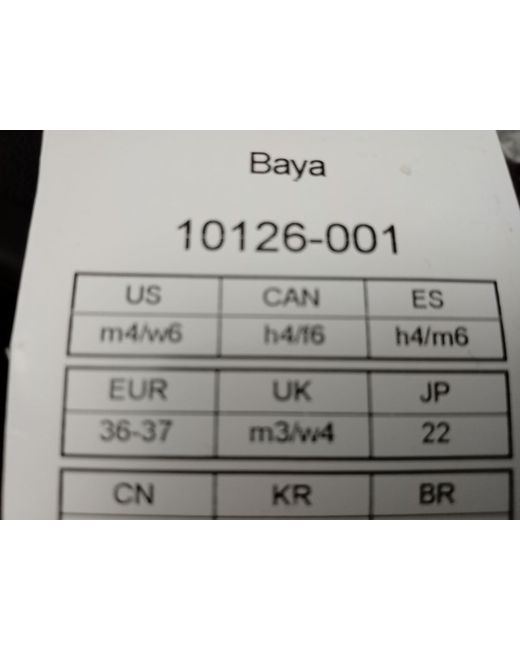 Baya
10126-001
US CAN ES
m4/w6 h4/f6 h4/m6
EUR UK JP
36-37 m3/w4 22
CN KR BR